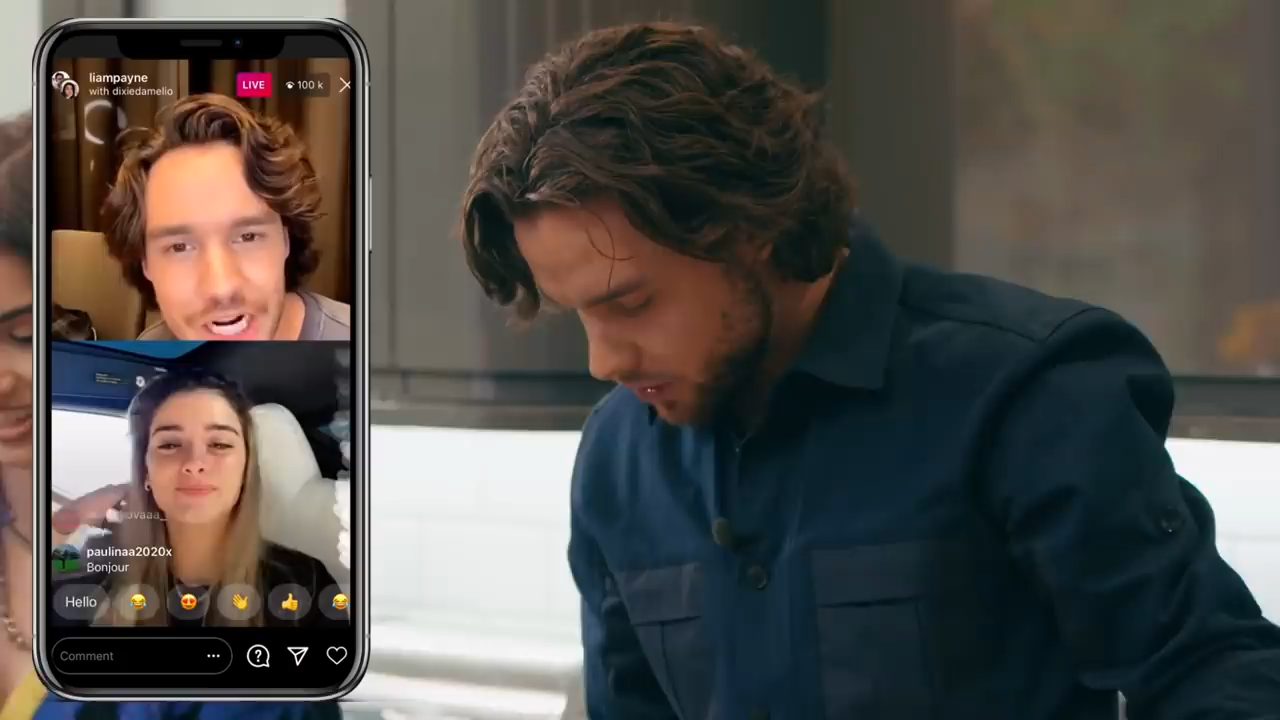 liampayne
with dixiedamelio
LIVE
100 k
paulinaa2020x
Bonjour
Hello
Comment